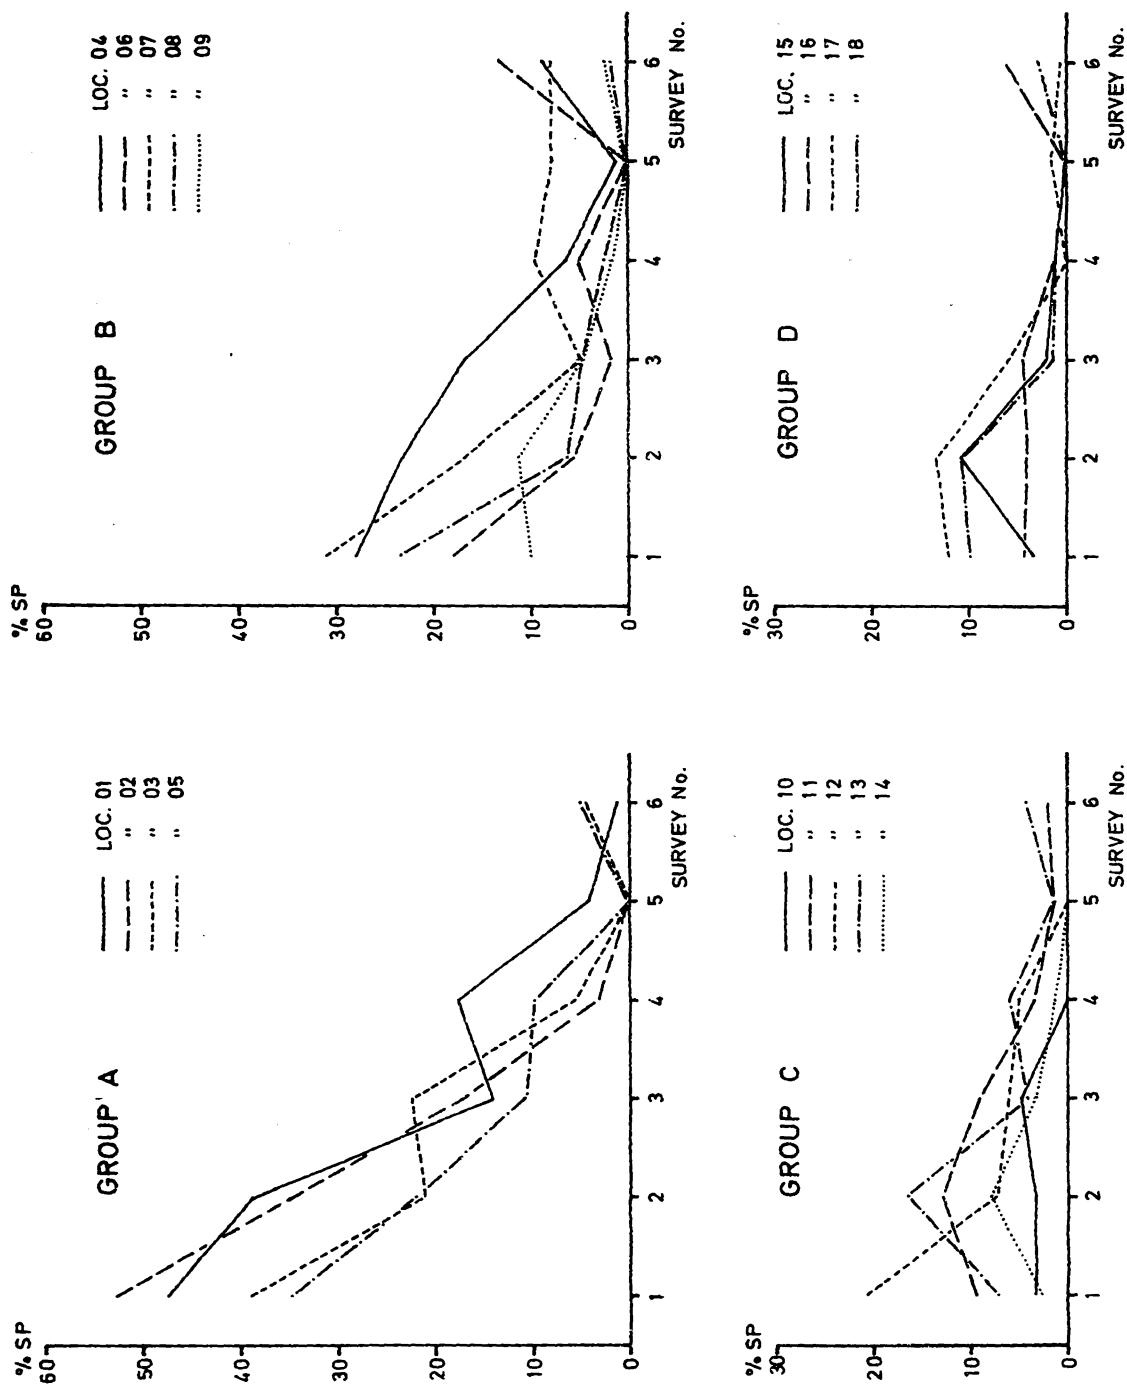 % SP
60
50
40
30
20
10
0
GROUP' A
LOC. 01
" 02
" 03
" 05
1 2 3 4 5 6
SURVEY No.
% SP
60
50
40
30
20
10
0
GROUP B
LOC. 04
" 06
" 07
" 08
" 09
1 2 3 4 5 6
SURVEY No.
% SP
30
20
10
0
GROUP C
LOC. 10
" 11
" 12
" 13
" 14
1 2 3 4 5 6
SURVEY No.
% SP
30
20
10
0
GROUP D
LOC. 15
" 16
" 17
" 18
1 2 3 4 5 6
SURVEY No.